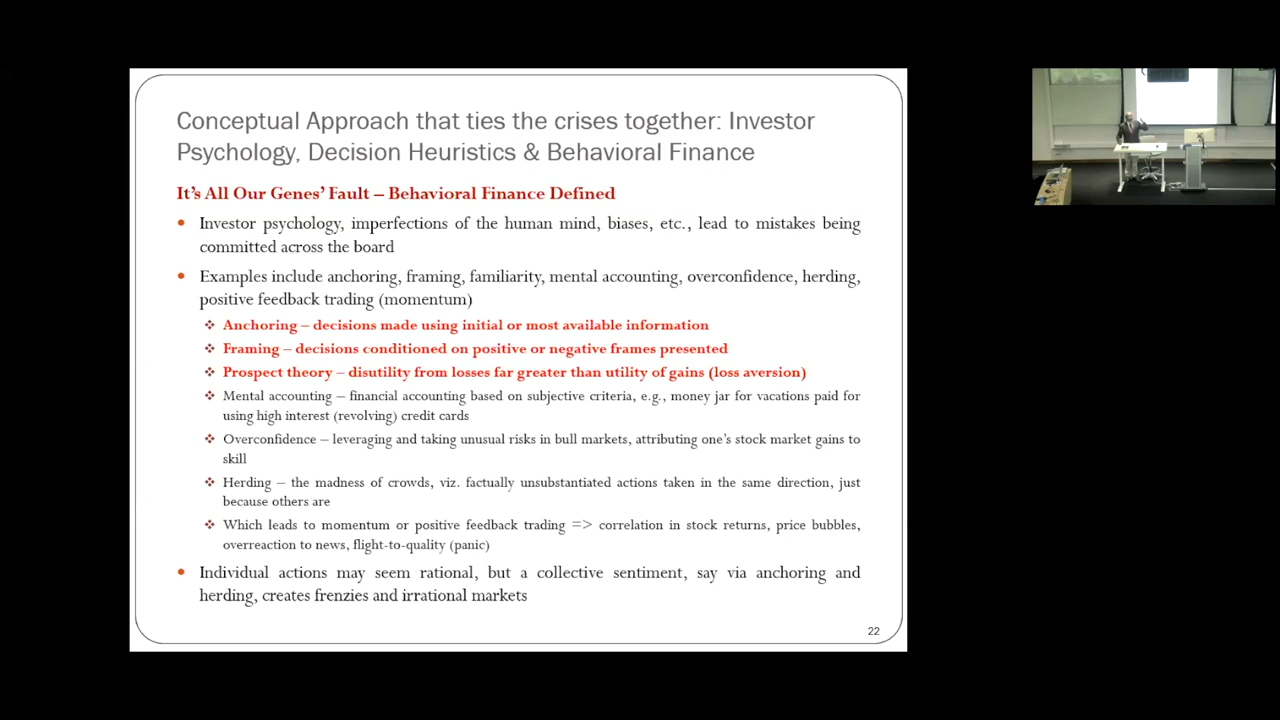 Conceptual Approach that ties the crises together: Investor
Psychology, Decision Heuristics & Behavioral Finance
It's All Our Genes' Fault – Behavioral Finance Defined
• Investor psychology, imperfections of the human mind, biases, etc., lead to mistakes being
committed across the board
• Examples include anchoring, framing, familiarity, mental accounting, overconfidence, herding,
positive feedback trading (momentum)
❖ Anchoring – decisions made using initial or most available information
❖ Framing – decisions conditioned on positive or negative frames presented
❖ Prospect theory – disutility from losses far greater than utility of gains (loss aversion)
❖ Mental accounting – financial accounting based on subjective criteria, e.g., money jar for vacations paid for
using high interest (revolving) credit cards
❖ Overconfidence – leveraging and taking unusual risks in bull markets, attributing one's stock market gains to
skill
❖ Herding – the madness of crowds, viz. factually unsubstantiated actions taken in the same direction, just
because others are
❖ Which leads to momentum or positive feedback trading => correlation in stock returns, price bubbles,
overreaction to news, flight-to-quality (panic)
• Individual actions may seem rational, but a collective sentiment, say via anchoring and
herding, creates frenzies and irrational markets
22